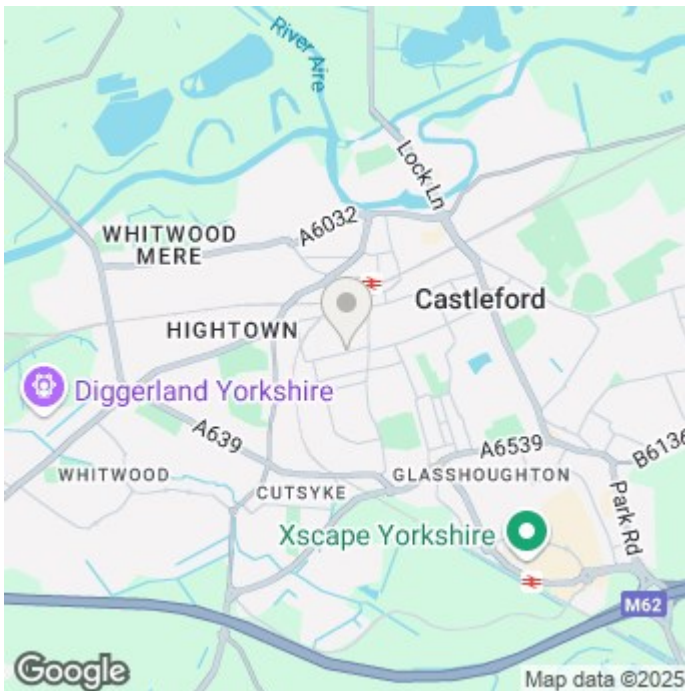 River Aire
Lock Ln
A6032
WHITWOOD
MERE
Castleford
HIGHTOWN
Diggerland Yorkshire
A639
A6539
B6136
WHITWOOD
GLASSHOUGHTON
CUTSYKE
Park Rd
Xscape Yorkshire
M62
Google
Map data ©2025